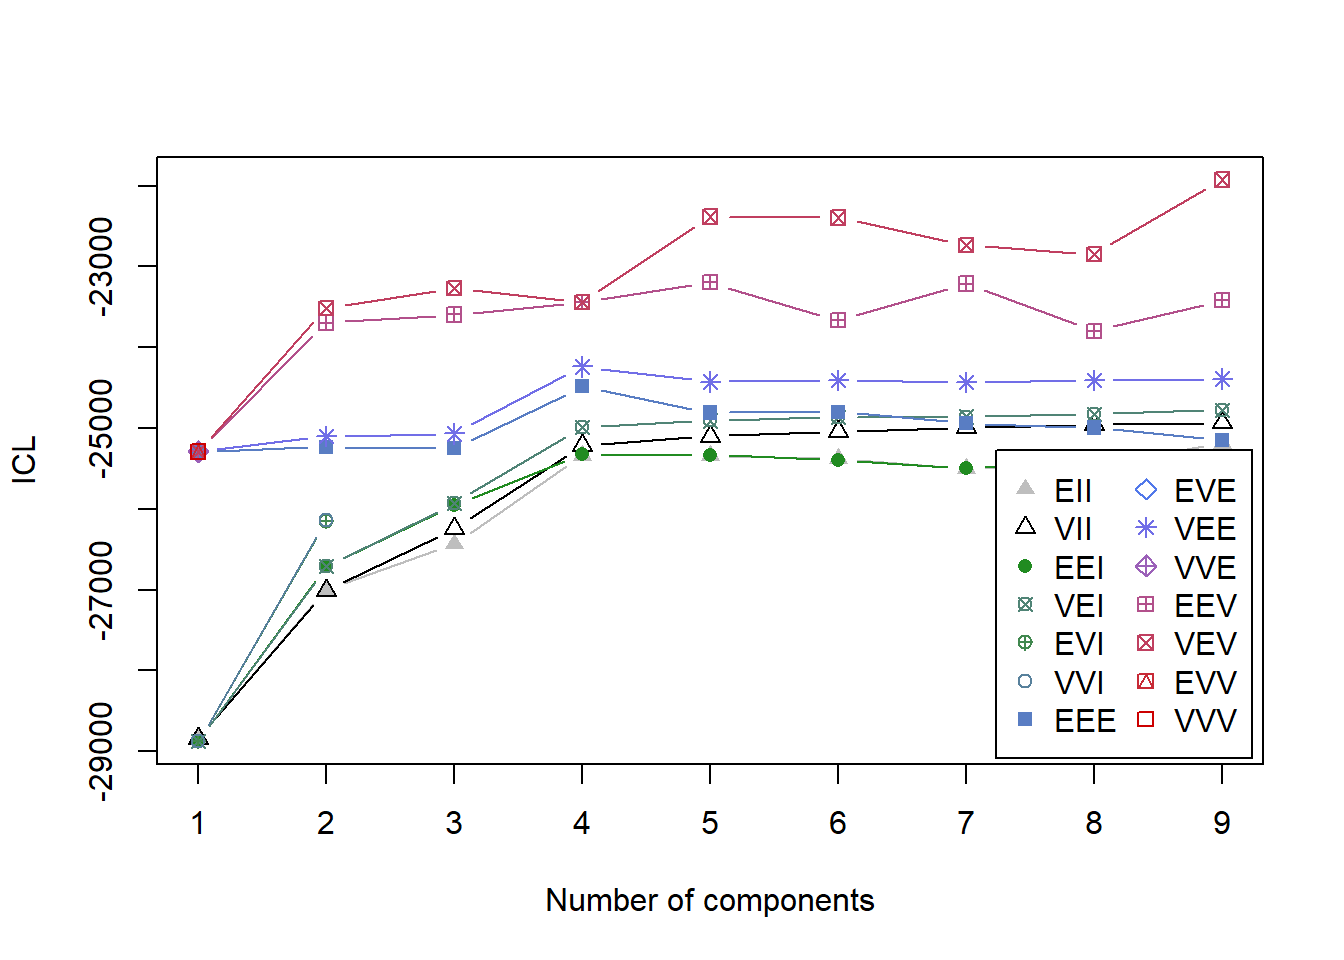 ICL
-23000
-25000
-27000
-29000
EII EVE
VII VEE
EEI VVE
VEI EEV
EVI VEV
VVI EVV
EEE VVV
1 2 3 4 5 6 7 8 9
Number of components